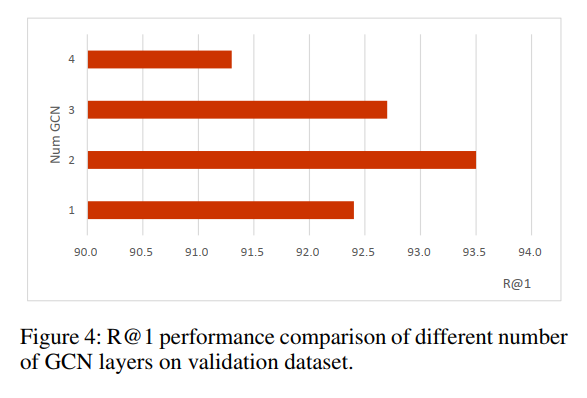 4
3
2
1
Num GCN
90.0 90.5 91.0 91.5 92.0 92.5 93.0 93.5 94.0
R@1
Figure 4: R@1 performance comparison of different number
of GCN layers on validation dataset.